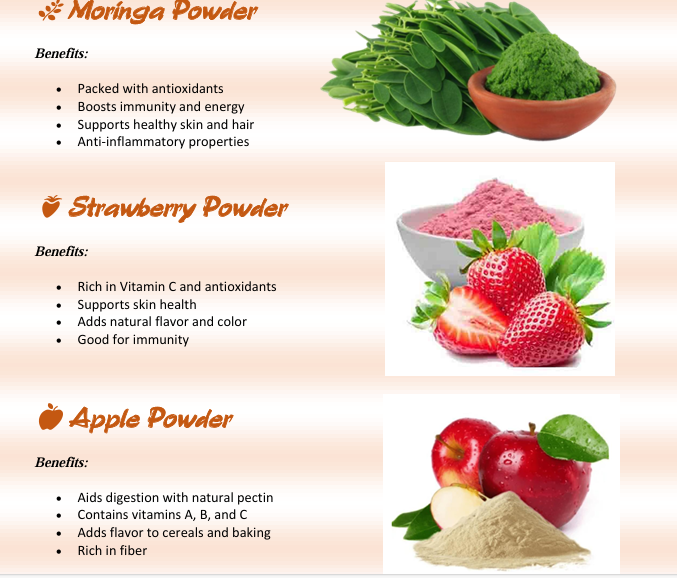 Moringa Powder
Benefits:
• Packed with antioxidants
• Boosts immunity and energy
• Supports healthy skin and hair
• Anti-inflammatory properties
Strawberry Powder
Benefits:
• Rich in Vitamin C and antioxidants
• Supports skin health
• Adds natural flavor and color
• Good for immunity
Apple Powder
Benefits:
• Aids digestion with natural pectin
• Contains vitamins A, B, and C
• Adds flavor to cereals and baking
• Rich in fiber